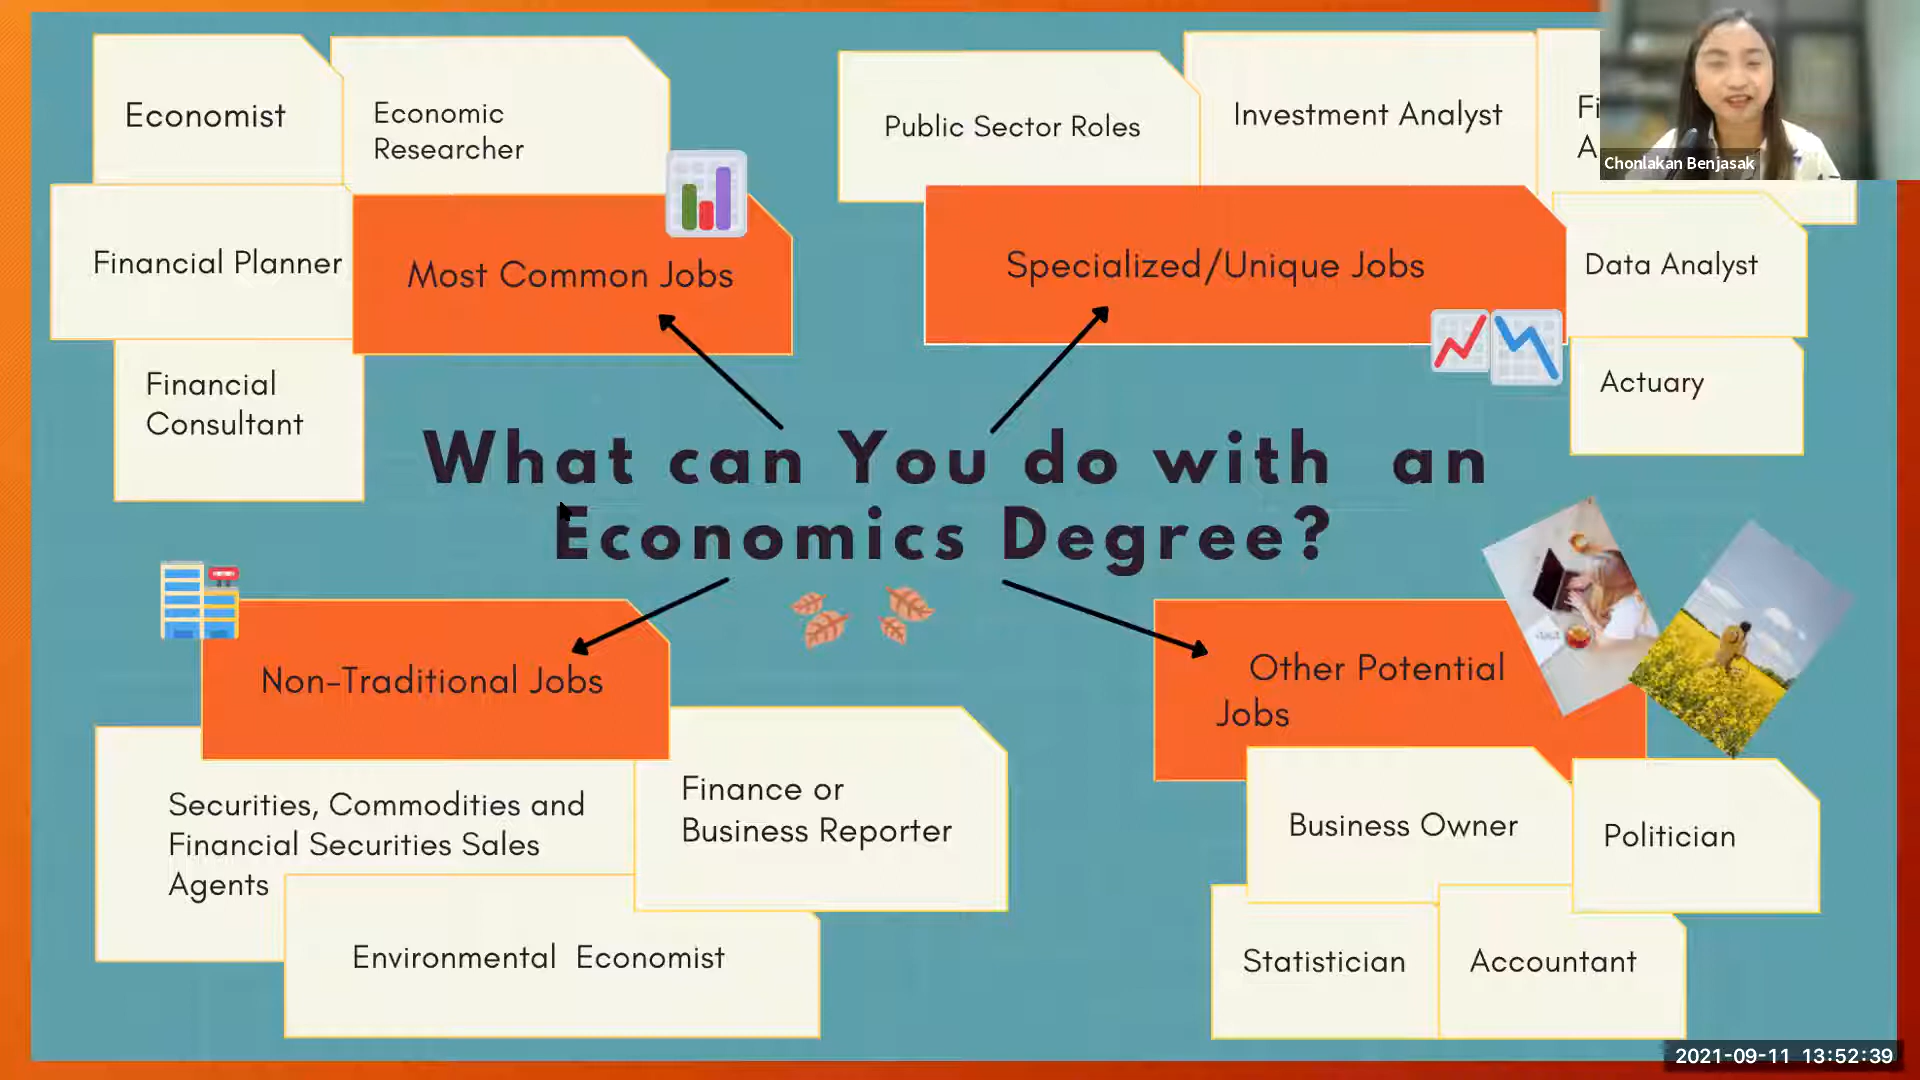 Economist
Economic
Researcher
Financial Planner
Most Common Jobs
Financial
Consultant
Public Sector Roles
Investment Analyst
Chonlakan Benjasak
Specialized/Unique Jobs
Data Analyst
Actuary
What can You do with an
Economics Degree?
Non-Traditional Jobs
Securities, Commodities and
Financial Securities Sales
Agents
Finance or
Business Reporter
Environmental Economist
Other Potential
Jobs
Business Owner
Politician
Statistician
Accountant
2021-09-11 13:52:39